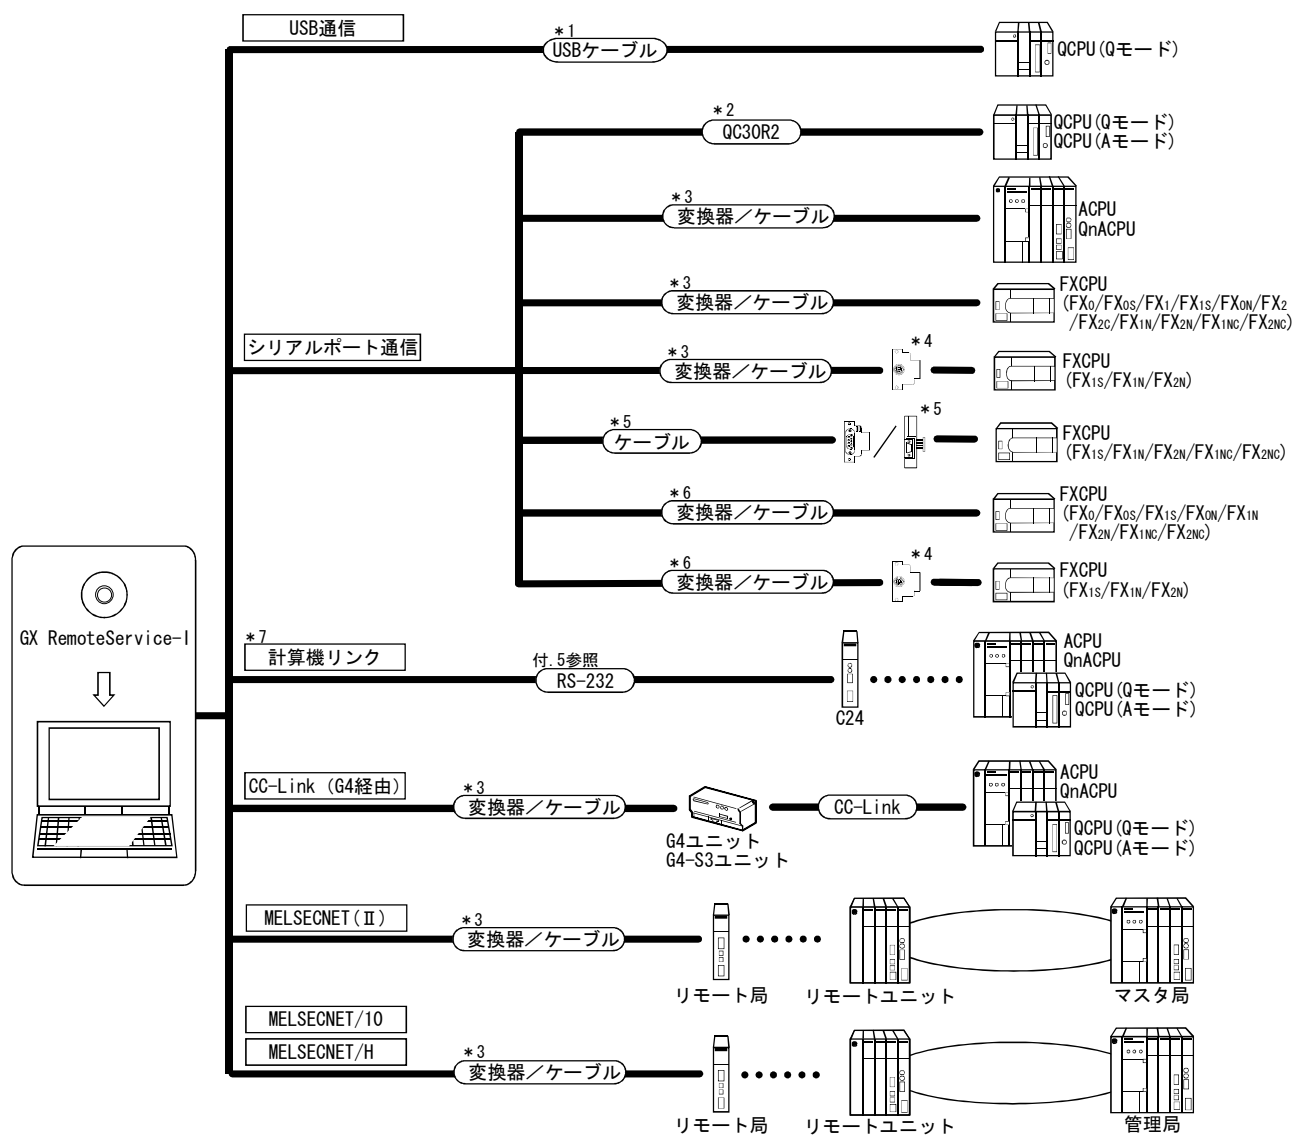 USB通信
*1
USBケーブル
QCPU(Qモード)
*2
QC30R2
QCPU(Qモード)
QCPU(Aモード)
*3
変換器/ケーブル
ACPU
QnACPU
*3
変換器/ケーブル
FXCPU
(FX0/FX0S/FX1/FX1S/FX0N/FX2
/FX2C/FX1N/FX2N/FX1NC/FX2NC)
シリアルポート通信
*3
変換器/ケーブル
*4
FXCPU
(FX1S/FX1N/FX2N)
*5
ケーブル
/
*5
FXCPU
(FX1S/FX1N/FX2N/FX1NC/FX2NC)
*6
変換器/ケーブル
FXCPU
(FX0/FX0S/FX1S/FX0N/FX1N
/FX2N/FX1NC/FX2NC)
*6
変換器/ケーブル
*4
FXCPU
(FX1S/FX1N/FX2N)
GX RemoteService-I
*7
計算機リンク
付.5参照
RS-232
C24
ACPU
QnACPU
QCPU(Qモード)
QCPU(Aモード)
CC-Link (G4経由)
*3
変換器/ケーブル
G4ユニット
G4-S3ユニット
CC-Link
ACPU
QnACPU
QCPU(Qモード)
QCPU(Aモード)
MELSECNET(Ⅱ)
*3
変換器/ケーブル
リモート局
リモートユニット
マスタ局
MELSECNET/10
MELSECNET/H
*3
変換器/ケーブル
リモート局
リモートユニット
管理局